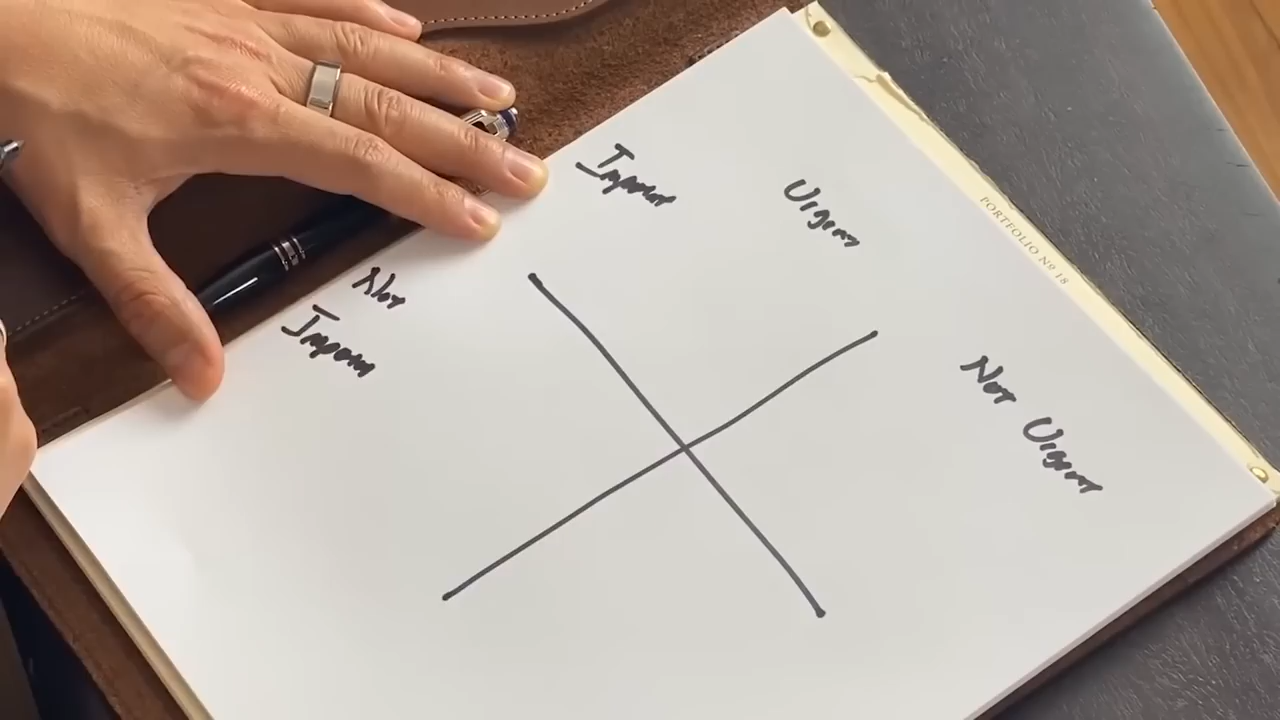 Important
Urgent
Not
Important
Not Urgent
PORTFOLIO Nº 18